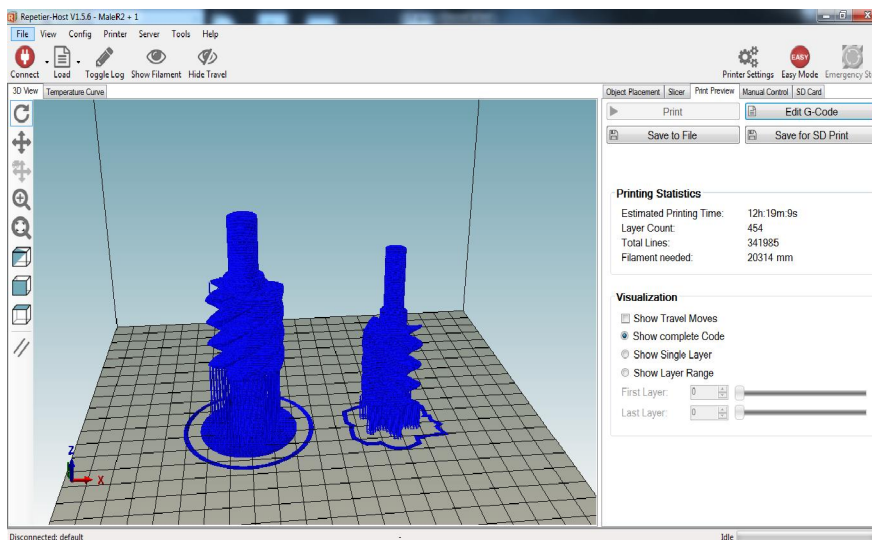 Repetier-Host V1.5.6 - MaleR2 + 1
File View Config Printer Server Tools Help
Connect Load Toggle Log Show Filament Hide Travel Printer Settings Easy Mode Emergency St
EASY
3D View Temperature Curve
Object Placement Slicer Print Preview Manual Control SD Card
Print Edit G-Code
Save to File Save for SD Print
Printing Statistics
Estimated Printing Time: 12h:19m:9s
Layer Count: 454
Total Lines: 341985
Filament needed: 20314 mm
Visualization
Show Travel Moves
Show complete Code
Show Single Layer
Show Layer Range
First Layer: 0
Last Layer: 0
Z
X
Disconnected: default - Idle